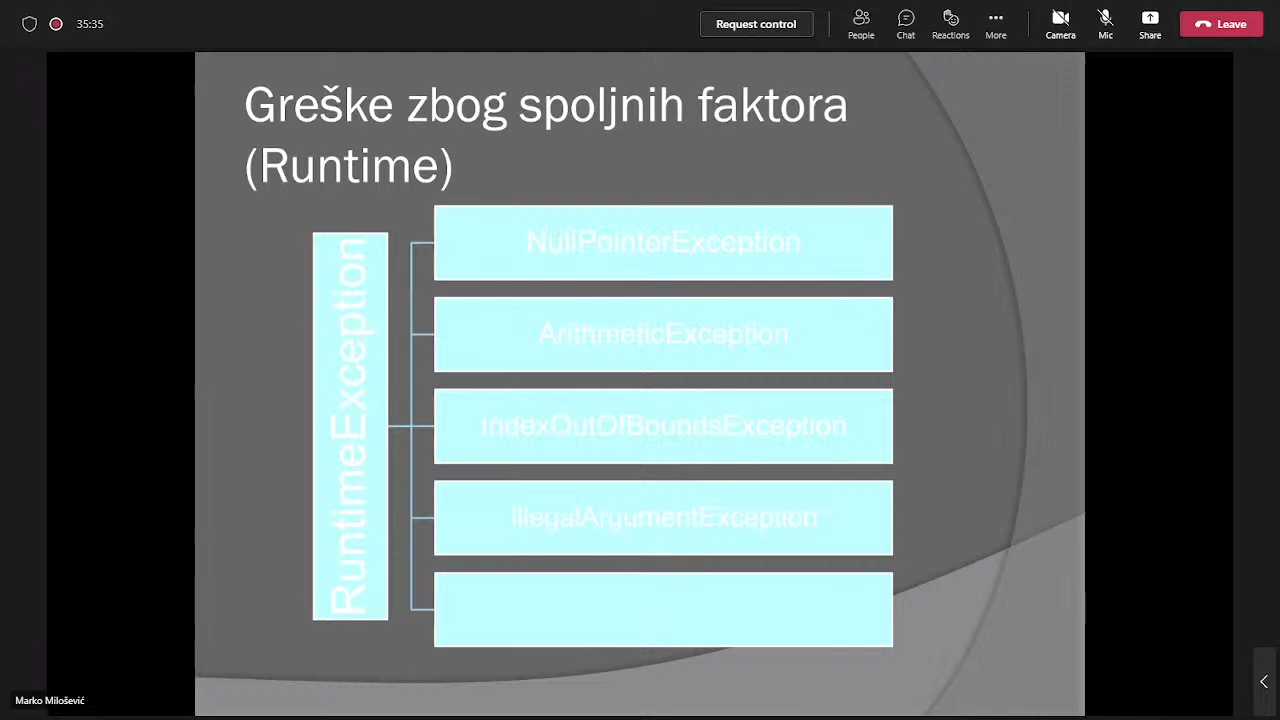 35:35
Request control
People
Chat
Reactions
More
Camera
Mic
Share
Leave
Greške zbog spoljnih faktora
(Runtime)
RuntimeException
NullPointerException
ArithmeticException
IndexOutOfBoundsException
IllegalArgumentException
Marko Milošević